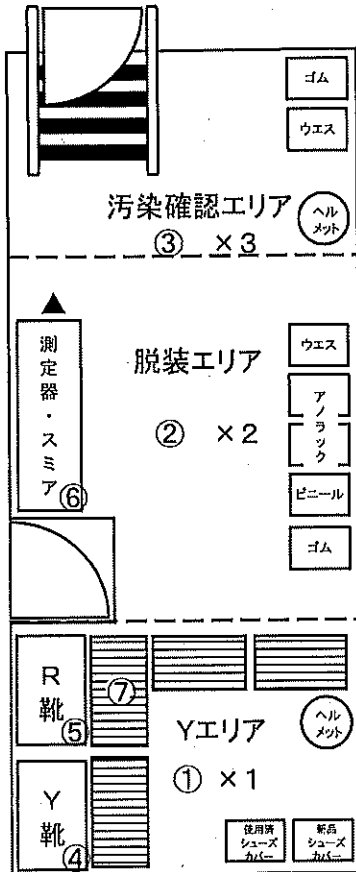 ゴム
ウエス
汚染確認エリア
ヘル
メット
③ ×3
脱装エリア
② ×2
測定器・スミア
⑥
ウエス
アノラック
ビニール
ゴム
R靴
⑤
⑦
Yエリア
ヘル
メット
① ×1
Y靴
④
使用済
シューズ
カバー
新品
シューズ
カバー